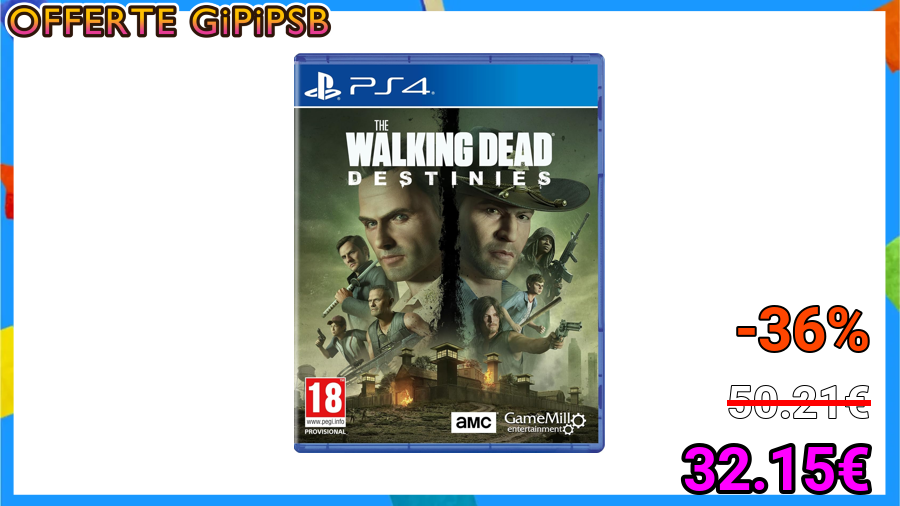 OFFERTE GiPiPSB
PS4
THE
WALKING DEAD
DESTINIES
18
www.pegi.info
PROVISIONAL
aMC
GameMill
entertainment
-36%
50.21€
32.15€